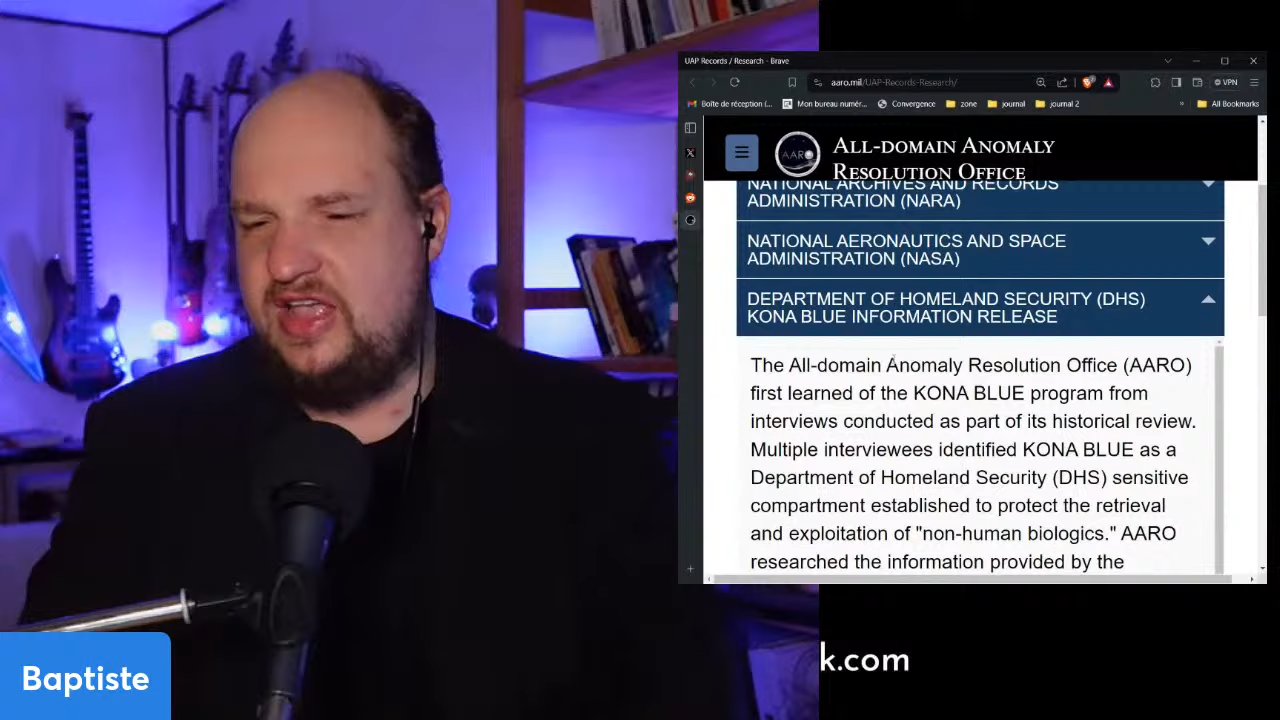 UAP Records / Research - Brave
aaro.mil/UAP-Records-Research/
VPN
Boîte de réception (...
Mon bureau numér...
Convergence
zone
journal
journal 2
All Bookmarks
AARO
ALL-DOMAIN ANOMALY
RESOLUTION OFFICE
NATIONAL ARCHIVES AND RECORDS
ADMINISTRATION (NARA)
NATIONAL AERONAUTICS AND SPACE
ADMINISTRATION (NASA)
DEPARTMENT OF HOMELAND SECURITY (DHS)
KONA BLUE INFORMATION RELEASE
The All-domain Anomaly Resolution Office (AARO)
first learned of the KONA BLUE program from
interviews conducted as part of its historical review.
Multiple interviewees identified KONA BLUE as a
Department of Homeland Security (DHS) sensitive
compartment established to protect the retrieval
and exploitation of "non-human biologics." AARO
researched the information provided by the
Baptiste
k.com